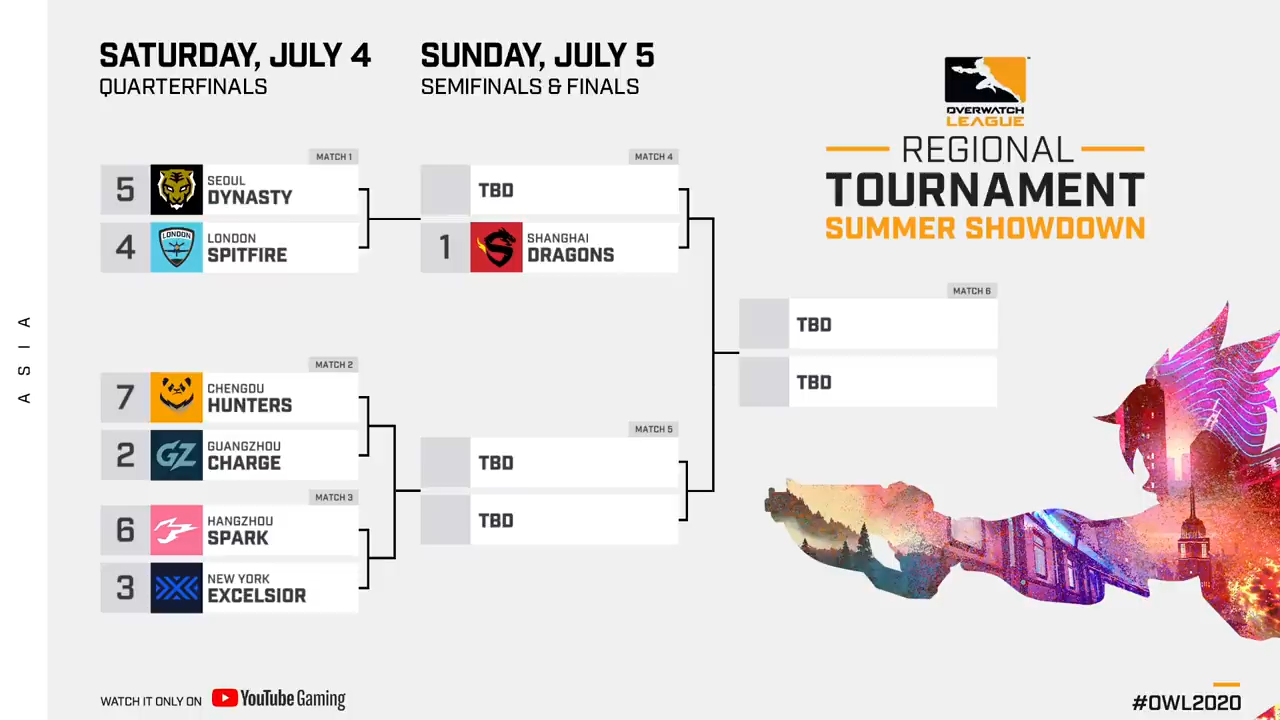 SATURDAY, JULY 4
QUARTERFINALS
SUNDAY, JULY 5
SEMIFINALS & FINALS
OVERWATCH
LEAGUE
REGIONAL
TOURNAMENT
SUMMER SHOWDOWN
ASIA
MATCH 1
5
SEOUL
DYNASTY
4
LONDON
LONDON
SPITFIRE
MATCH 2
7
CHENGDU
HUNTERS
2
GZ
GUANGZHOU
CHARGE
MATCH 3
6
HANGZHOU
SPARK
3
NEW YORK
EXCELSIOR
MATCH 4
TBD
1
SHANGHAI
DRAGONS
MATCH 5
TBD
TBD
MATCH 6
TBD
TBD
WATCH IT ONLY ON YouTube Gaming
#OWL2020